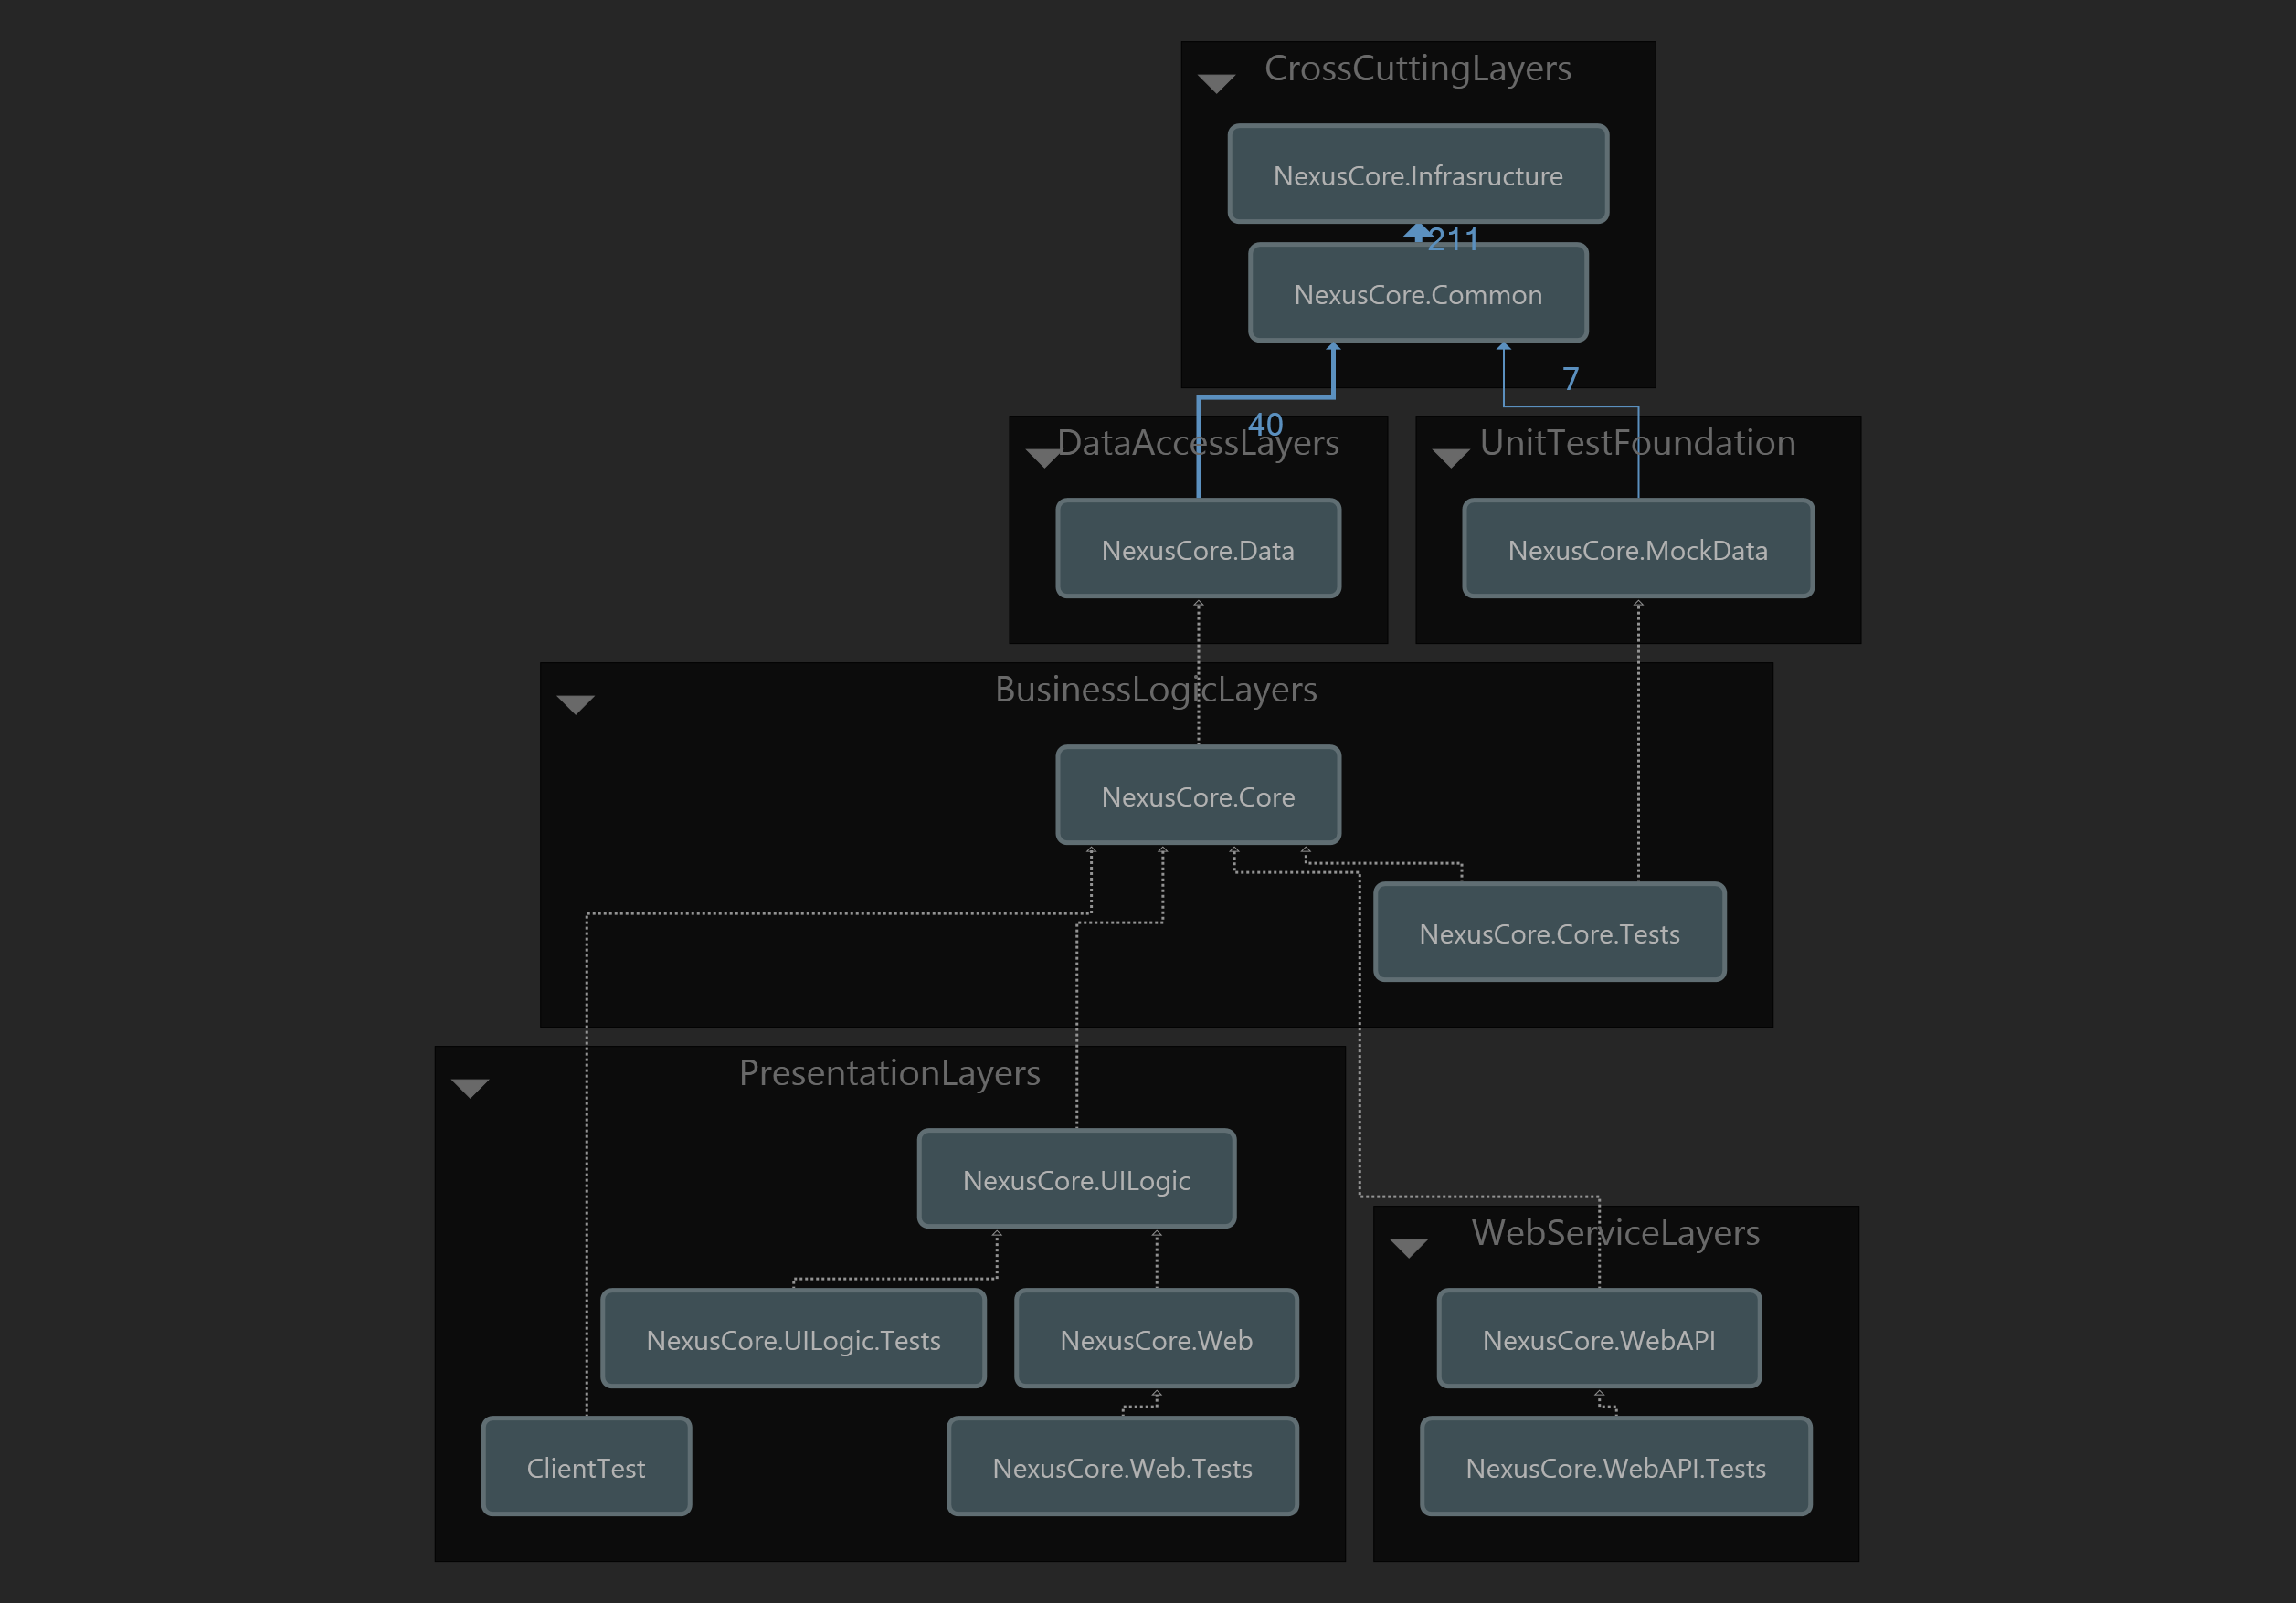 CrossCuttingLayers
NexusCore.Infrasructure
211
NexusCore.Common
7
40
DataAccessLayers
UnitTestFoundation
NexusCore.Data
NexusCore.MockData
BusinessLogicLayers
NexusCore.Core
NexusCore.Core.Tests
PresentationLayers
NexusCore.UILogic
WebServiceLayers
NexusCore.UILogic.Tests
NexusCore.Web
NexusCore.WebAPI
ClientTest
NexusCore.Web.Tests
NexusCore.WebAPI.Tests